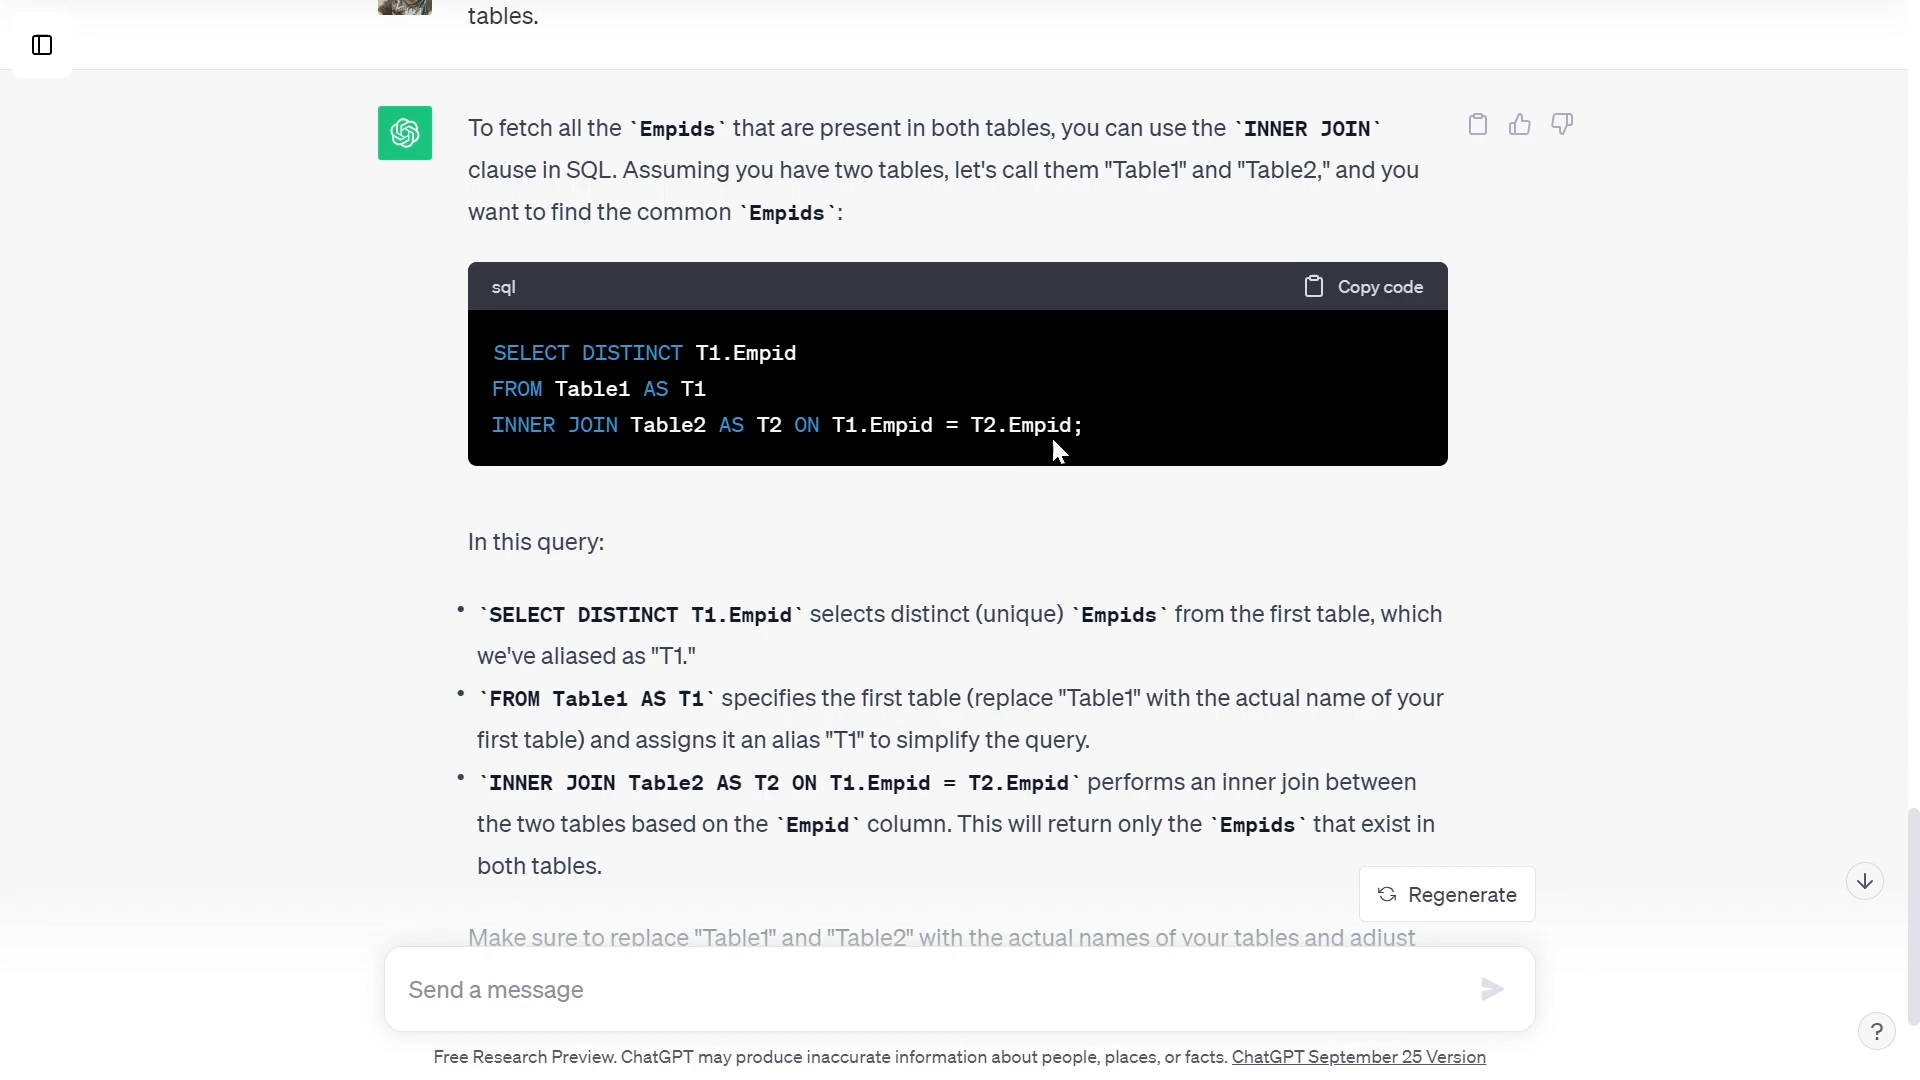 tables.
To fetch all the `Empids` that are present in both tables, you can use the `INNER JOIN`
clause in SQL. Assuming you have two tables, let's call them "Table1" and "Table2," and you
want to find the common `Empids`:
sql
Copy code
SELECT DISTINCT T1.Empid
FROM Table1 AS T1
INNER JOIN Table2 AS T2 ON T1.Empid = T2.Empid;
In this query:
• `SELECT DISTINCT T1.Empid` selects distinct (unique) `Empids` from the first table, which
we've aliased as "T1."
• `FROM Table1 AS T1` specifies the first table (replace "Table1" with the actual name of your
first table) and assigns it an alias "T1" to simplify the query.
• `INNER JOIN Table2 AS T2 ON T1.Empid = T2.Empid` performs an inner join between
the two tables based on the `Empid` column. This will return only the `Empids` that exist in
both tables.
Regenerate
Make sure to replace "Table1" and "Table2" with the actual names of your tables and adjust
Send a message
?
Free Research Preview. ChatGPT may produce inaccurate information about people, places, or facts. ChatGPT September 25 Version